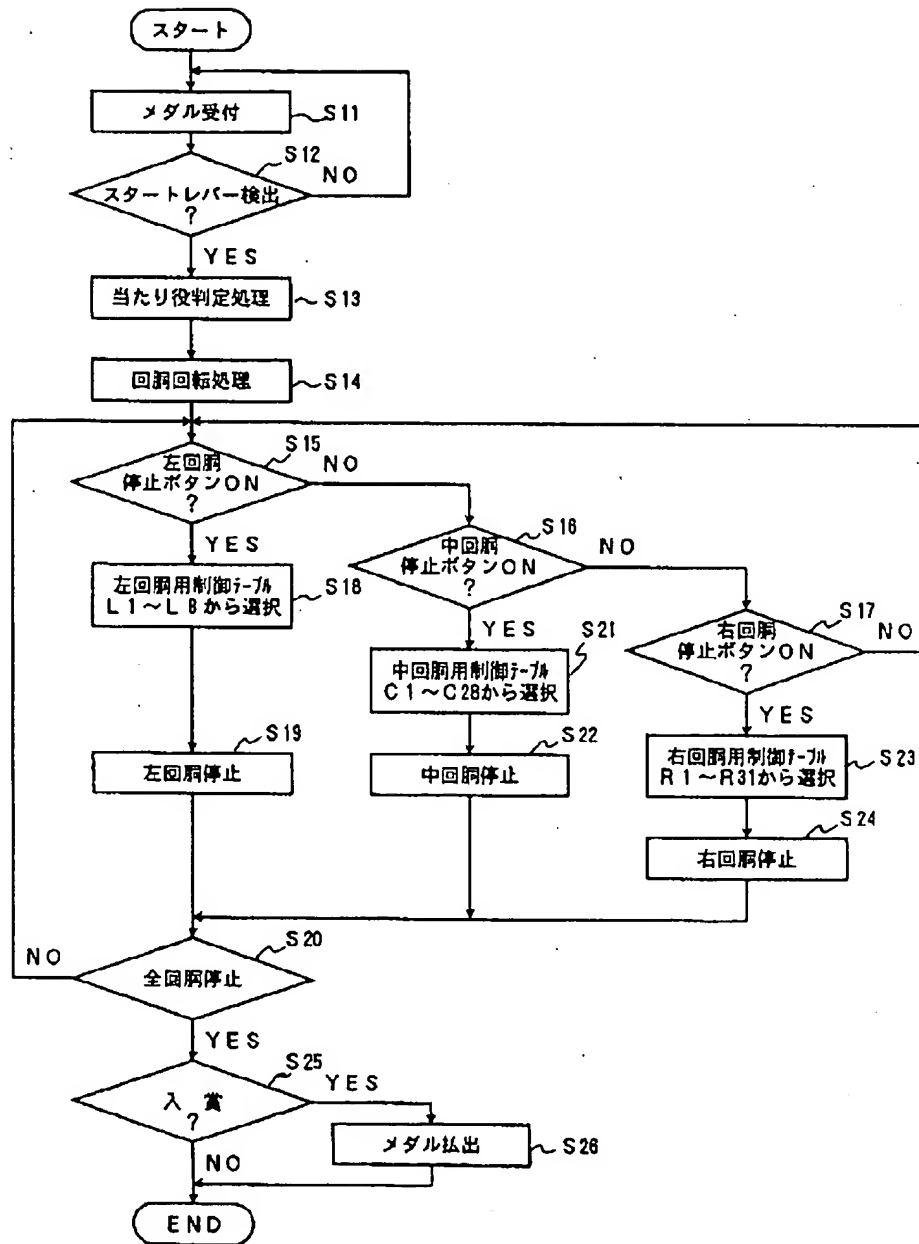 スタート
メダル受付
S11
S12
スタートレバー検出
?
NO
YES
当たり役判定処理
S13
回胴回転処理
S14
S15
左回胴
停止ボタンON
?
NO
YES
S16
中回胴
停止ボタンON
?
NO
YES
S17
右回胴
停止ボタンON
?
NO
YES
左回胴用制御テーブル
L1~L8から選択
S18
S21
中回胴用制御テーブル
C1~C28から選択
右回胴用制御テーブル
R1~R31から選択
S23
S19
左回胴停止
S22
中回胴停止
S24
右回胴停止
S20
全回胴停止
NO
YES
S25
入賞
?
YES
NO
メダル払出
S26
END